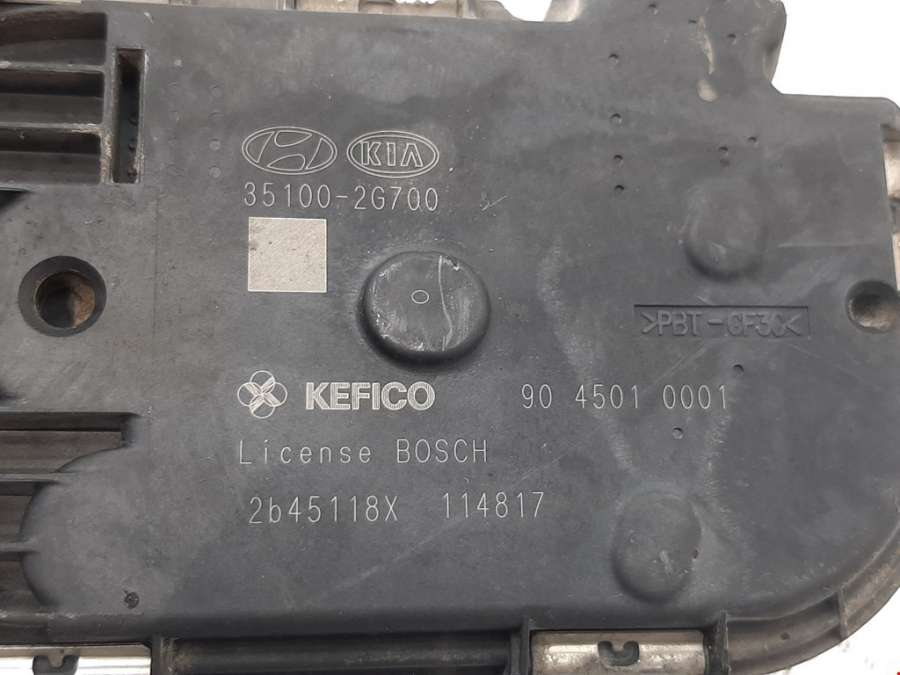 KIA
35100-2G700
>PBT-GF30<
KEFICO 90 4501 0001
License BOSCH
2b45118X 114817